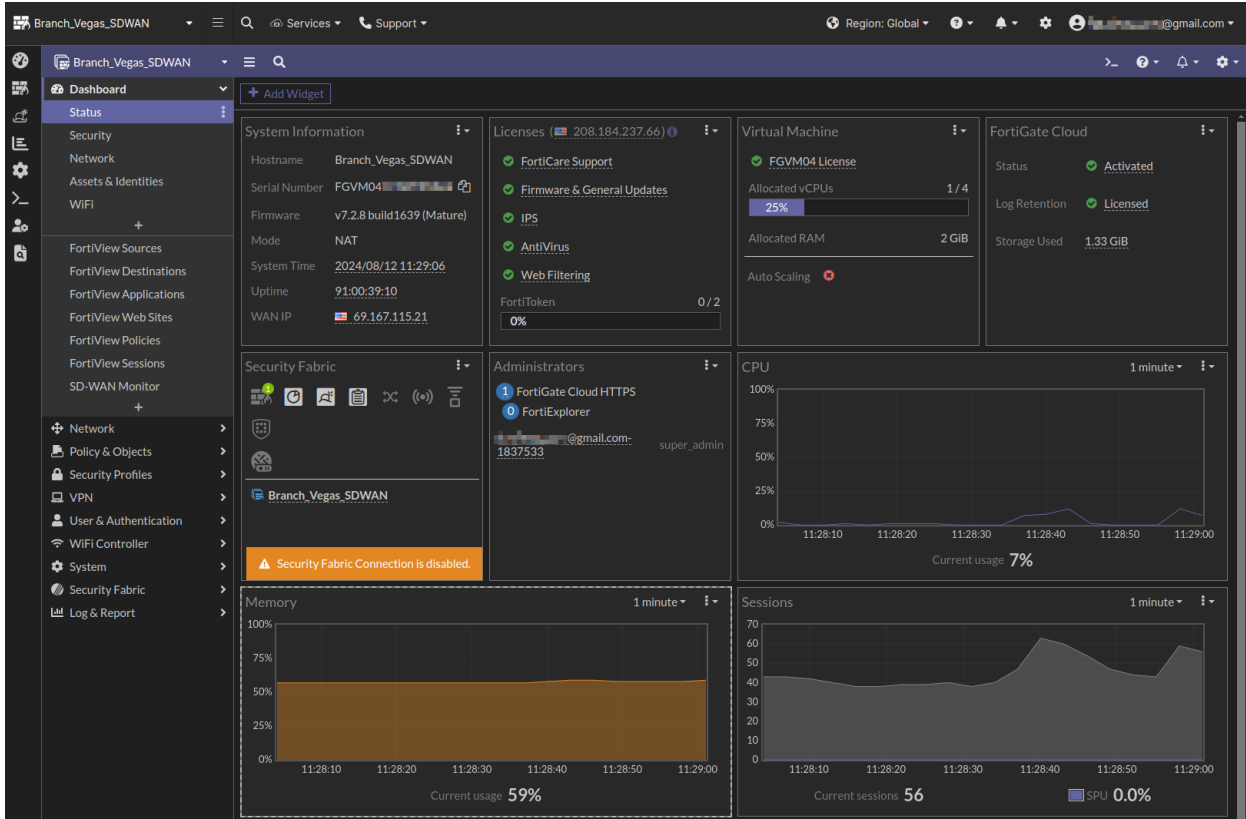 Branch_Vegas_SDWAN
Services
Support
Region: Global
@gmail.com
Branch_Vegas_SDWAN
Dashboard
Status
Security
Network
Assets & Identities
WiFi
+
FortiView Sources
FortiView Destinations
FortiView Applications
FortiView Web Sites
FortiView Policies
FortiView Sessions
SD-WAN Monitor
+
Network
Policy & Objects
Security Profiles
VPN
User & Authentication
WiFi Controller
System
Security Fabric
Log & Report
+ Add Widget
System Information
Hostname Branch_Vegas_SDWAN
Serial Number FGVM04
Firmware v7.2.8 build1639 (Mature)
Mode NAT
System Time 2024/08/12 11:29:06
Uptime 91:00:39:10
WAN IP 69.167.115.21
Licenses (208.184.237.66)
FortiCare Support
Firmware & General Updates
IPS
AntiVirus
Web Filtering
FortiToken 0 / 2
0%
Virtual Machine
FGVM04 License
Allocated vCPUs 1 / 4
25%
Allocated RAM 2 GiB
Auto Scaling
FortiGate Cloud
Status Activated
Log Retention Licensed
Storage Used 1.33 GiB
Security Fabric
1
Branch_Vegas_SDWAN
Security Fabric Connection is disabled.
Administrators
1 FortiGate Cloud HTTPS
0 FortiExplorer
@gmail.com-
1837533
super_admin
CPU 1 minute
100%
75%
50%
25%
0%
11:28:10 11:28:20 11:28:30 11:28:40 11:28:50 11:29:00
Current usage 7%
Memory 1 minute
100%
75%
50%
25%
0%
11:28:10 11:28:20 11:28:30 11:28:40 11:28:50 11:29:00
Current usage 59%
Sessions 1 minute
70
60
50
40
30
20
10
0
11:28:10 11:28:20 11:28:30 11:28:40 11:28:50 11:29:00
Current sessions 56 SPU 0.0%